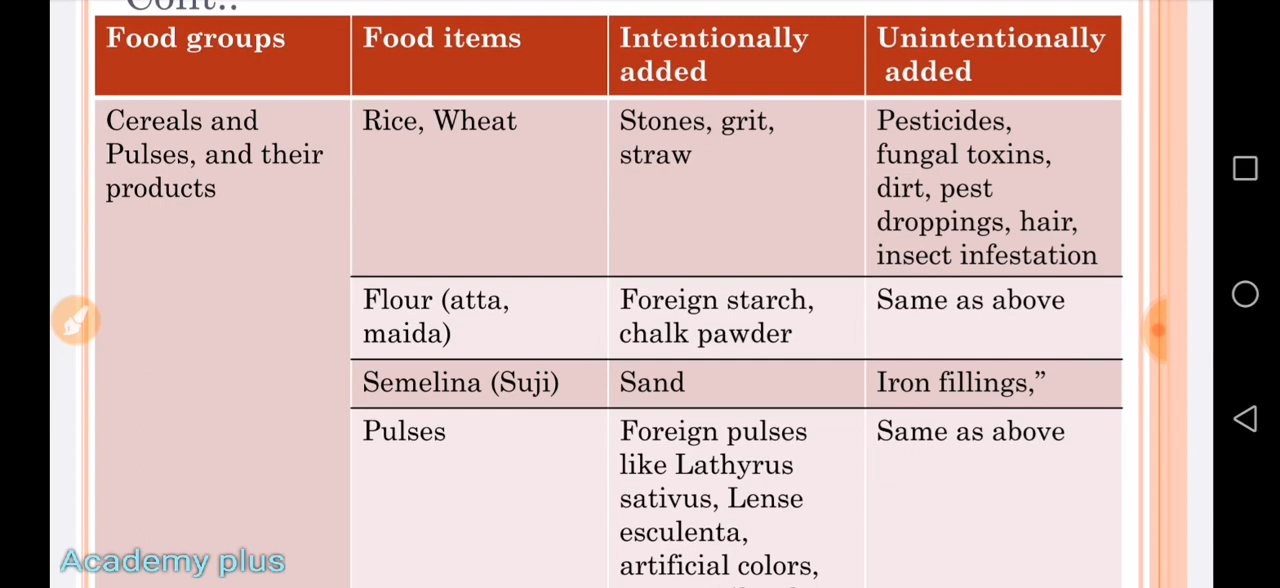 Cont..
Food groups
Food items
Intentionally
added
Unintentionally
added
Cereals and
Pulses, and their
products
Rice, Wheat
Stones, grit,
straw
Pesticides,
fungal toxins,
dirt, pest
droppings, hair,
insect infestation
Flour (atta,
maida)
Foreign starch,
chalk pawder
Same as above
Semelina (Suji)
Sand
Iron fillings,”
Pulses
Foreign pulses
like Lathyrus
sativus, Lense
esculenta,
artificial colors,
Same as above
Academy plus